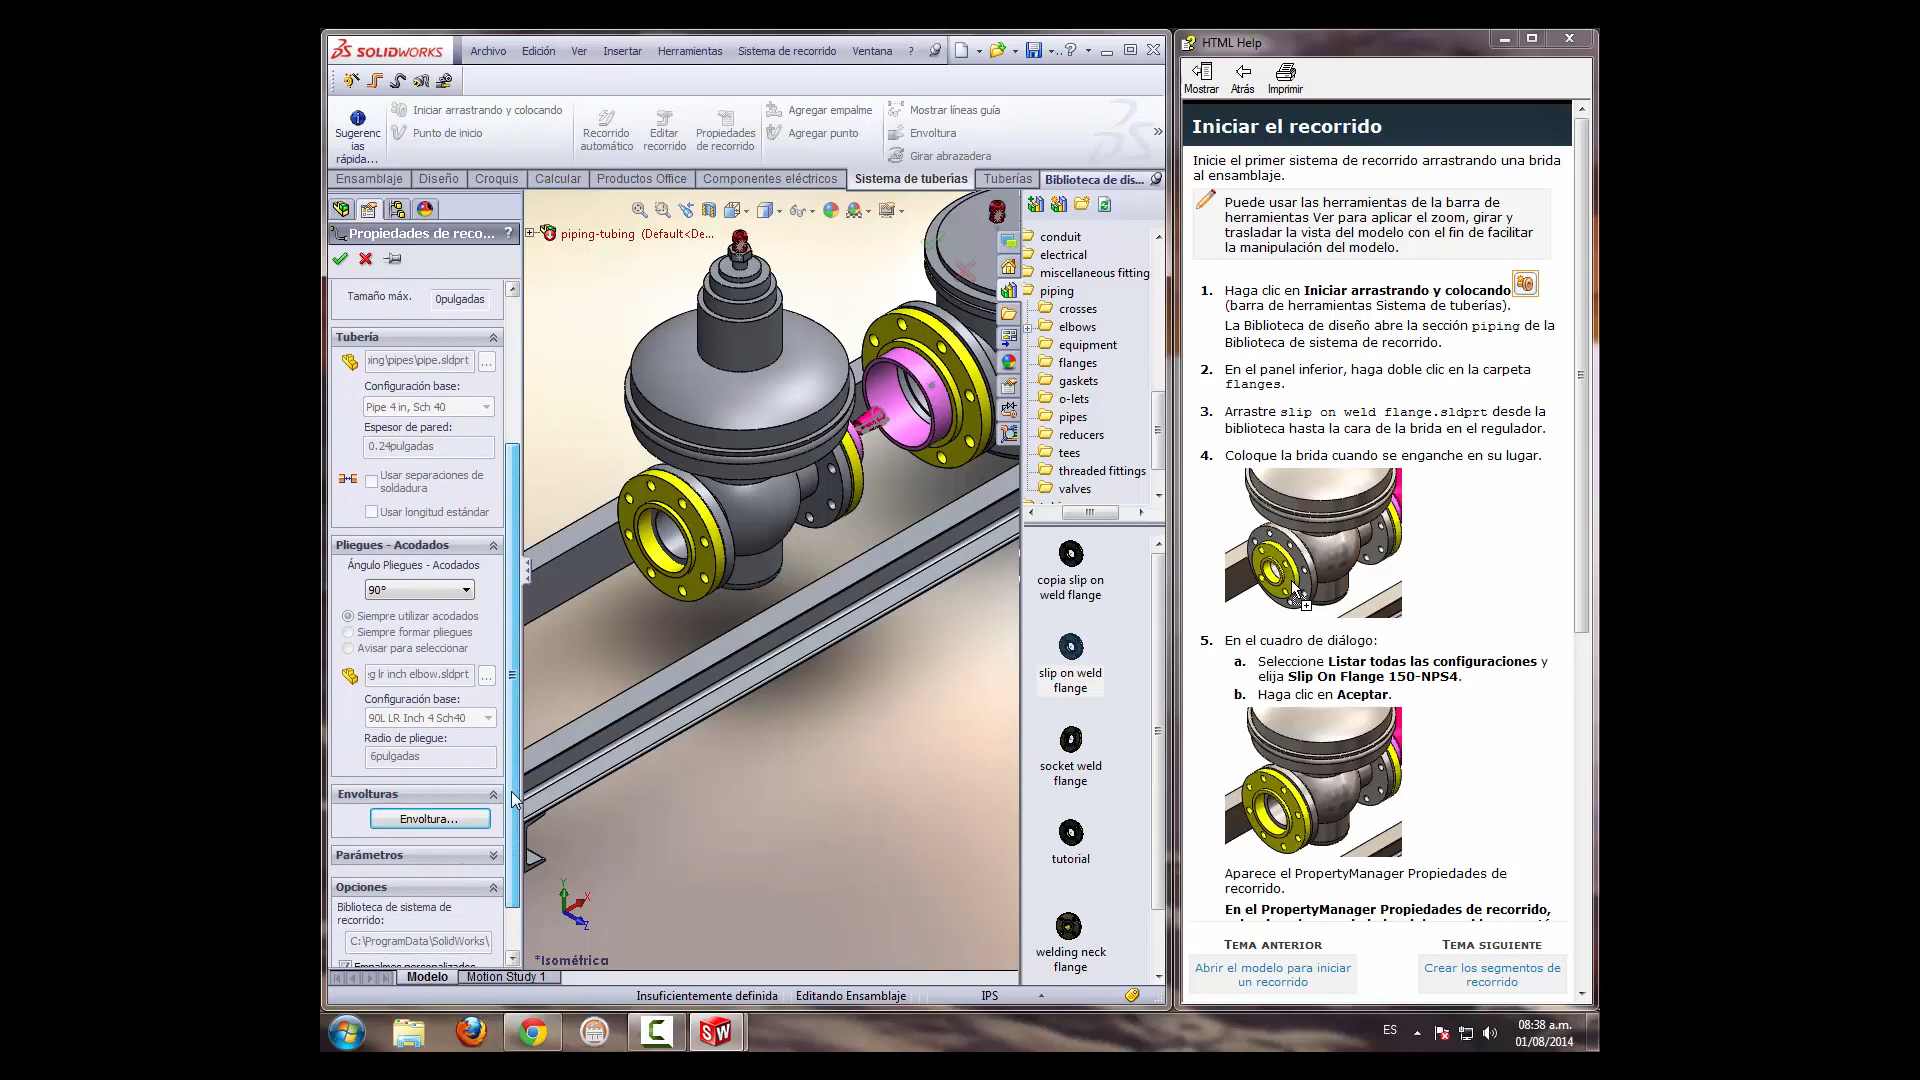 SOLIDWORKS
Archivo Edición Ver Insertar Herramientas Sistema de recorrido Ventana ?
Sugerenc
ias
rápida...
Iniciar arrastrando y colocando
Punto de inicio
Recorrido
automático
Editar
recorrido
Propiedades
de recorrido
Agregar empalme
Agregar punto
Mostrar líneas guía
Envoltura
Girar abrazadera
Ensamblaje Diseño Croquis Calcular Productos Office Componentes eléctricos Sistema de tuberías Tuberías Biblioteca de dis...
Propiedades de reco... ?
Tamaño máx. 0pulgadas
Tubería
ing\pipes\pipe.sldprt ...
Configuración base:
Pipe 4 in, Sch 40
Espesor de pared:
0.24pulgadas
Usar separaciones de
soldadura
Usar longitud estándar
Pliegues - Acodados
Ángulo Pliegues - Acodados
90°
Siempre utilizar acodados
Siempre formar pliegues
Avisar para seleccionar
g lr inch elbow.sldprt ...
Configuración base:
90L LR Inch 4 Sch40
Radio de pliegue:
6pulgadas
Envolturas
Envoltura...
Parámetros
Opciones
Biblioteca de sistema de
recorrido:
C:\ProgramData\SolidWorks\
Empalmes personalizados
piping-tubing (Default<De...
Y
X
Z
*Isométrica
conduit
electrical
miscellaneous fitting
piping
crosses
elbows
equipment
flanges
gaskets
o-lets
pipes
reducers
tees
threaded fittings
valves
copia slip on
weld flange
slip on weld
flange
socket weld
flange
tutorial
welding neck
flange
Modelo Motion Study 1
Insuficientemente definida Editando Ensamblaje IPS
HTML Help
Mostrar Atrás Imprimir
Iniciar el recorrido
Inicie el primer sistema de recorrido arrastrando una brida
al ensamblaje.
Puede usar las herramientas de la barra de
herramientas Ver para aplicar el zoom, girar y
trasladar la vista del modelo con el fin de facilitar
la manipulación del modelo.
1. Haga clic en Iniciar arrastrando y colocando
(barra de herramientas Sistema de tuberías).
La Biblioteca de diseño abre la sección piping de la
Biblioteca de sistema de recorrido.
2. En el panel inferior, haga doble clic en la carpeta
flanges.
3. Arrastre slip on weld flange.sldprt desde la
biblioteca hasta la cara de la brida en el regulador.
4. Coloque la brida cuando se enganche en su lugar.
5. En el cuadro de diálogo:
a. Seleccione Listar todas las configuraciones y
elija Slip On Flange 150-NPS4.
b. Haga clic en Aceptar.
Aparece el PropertyManager Propiedades de
recorrido.
En el PropertyManager Propiedades de recorrido,
TEMA ANTERIOR
Abrir el modelo para iniciar
un recorrido
TEMA SIGUIENTE
Crear los segmentos de
recorrido
ES
08:38 a.m.
01/08/2014